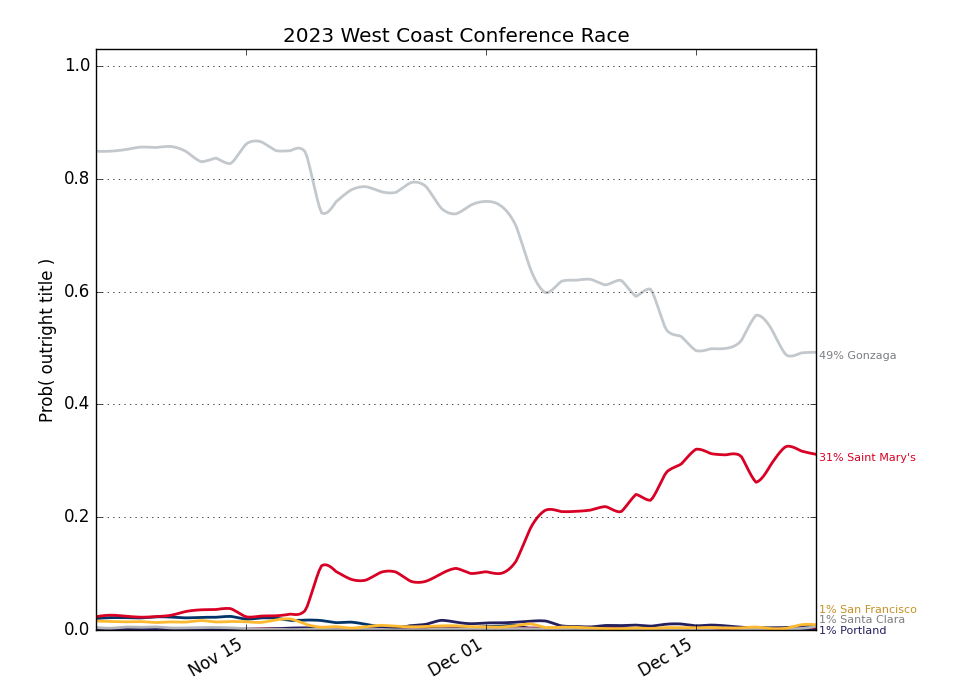 2023 West Coast Conference Race
Prob( outright title )
1.0
0.8
0.6
0.4
0.2
0.0
49% Gonzaga
31% Saint Mary's
1% San Francisco
1% Santa Clara
1% Portland
Nov 15
Dec 01
Dec 15